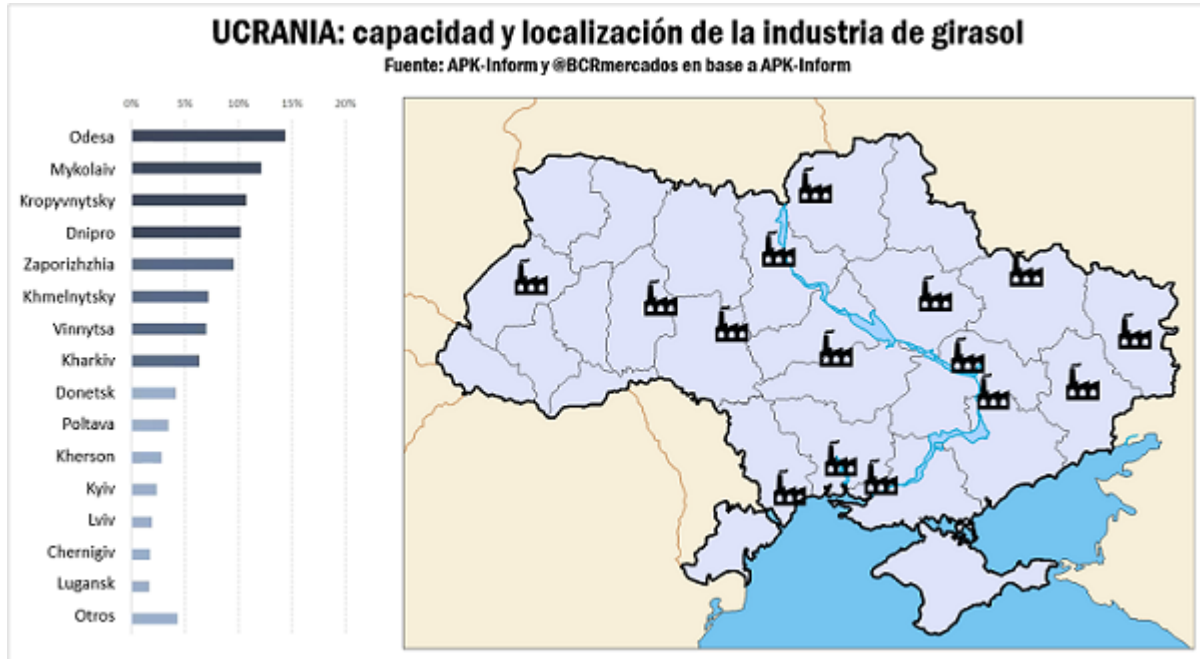 UCRANIA: capacidad y localización de la industria de girasol
Fuente: APK-Inform y @BCRmercados en base a APK-Inform
0% 5% 10% 15% 20%
Odesa
Mykolaiv
Kropyvnytsky
Dnipro
Zaporizhzhia
Khmelnytsky
Vinnytsa
Kharkiv
Donetsk
Poltava
Kherson
Kyiv
Lviv
Chernigiv
Lugansk
Otros